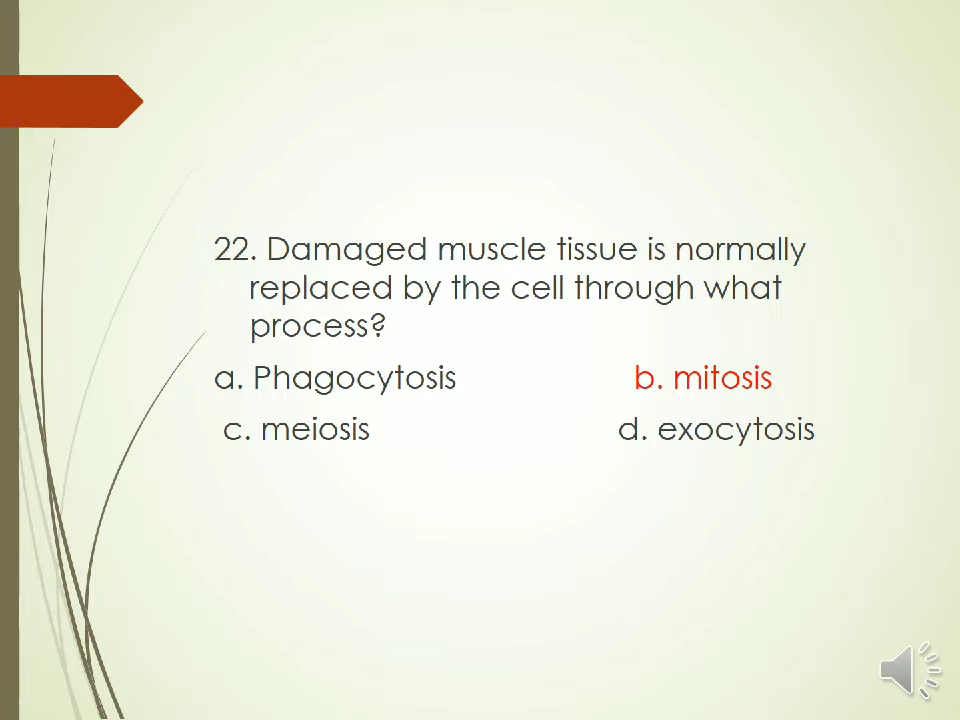 22. Damaged muscle tissue is normally
replaced by the cell through what
process?
a. Phagocytosis b. mitosis
c. meiosis d. exocytosis